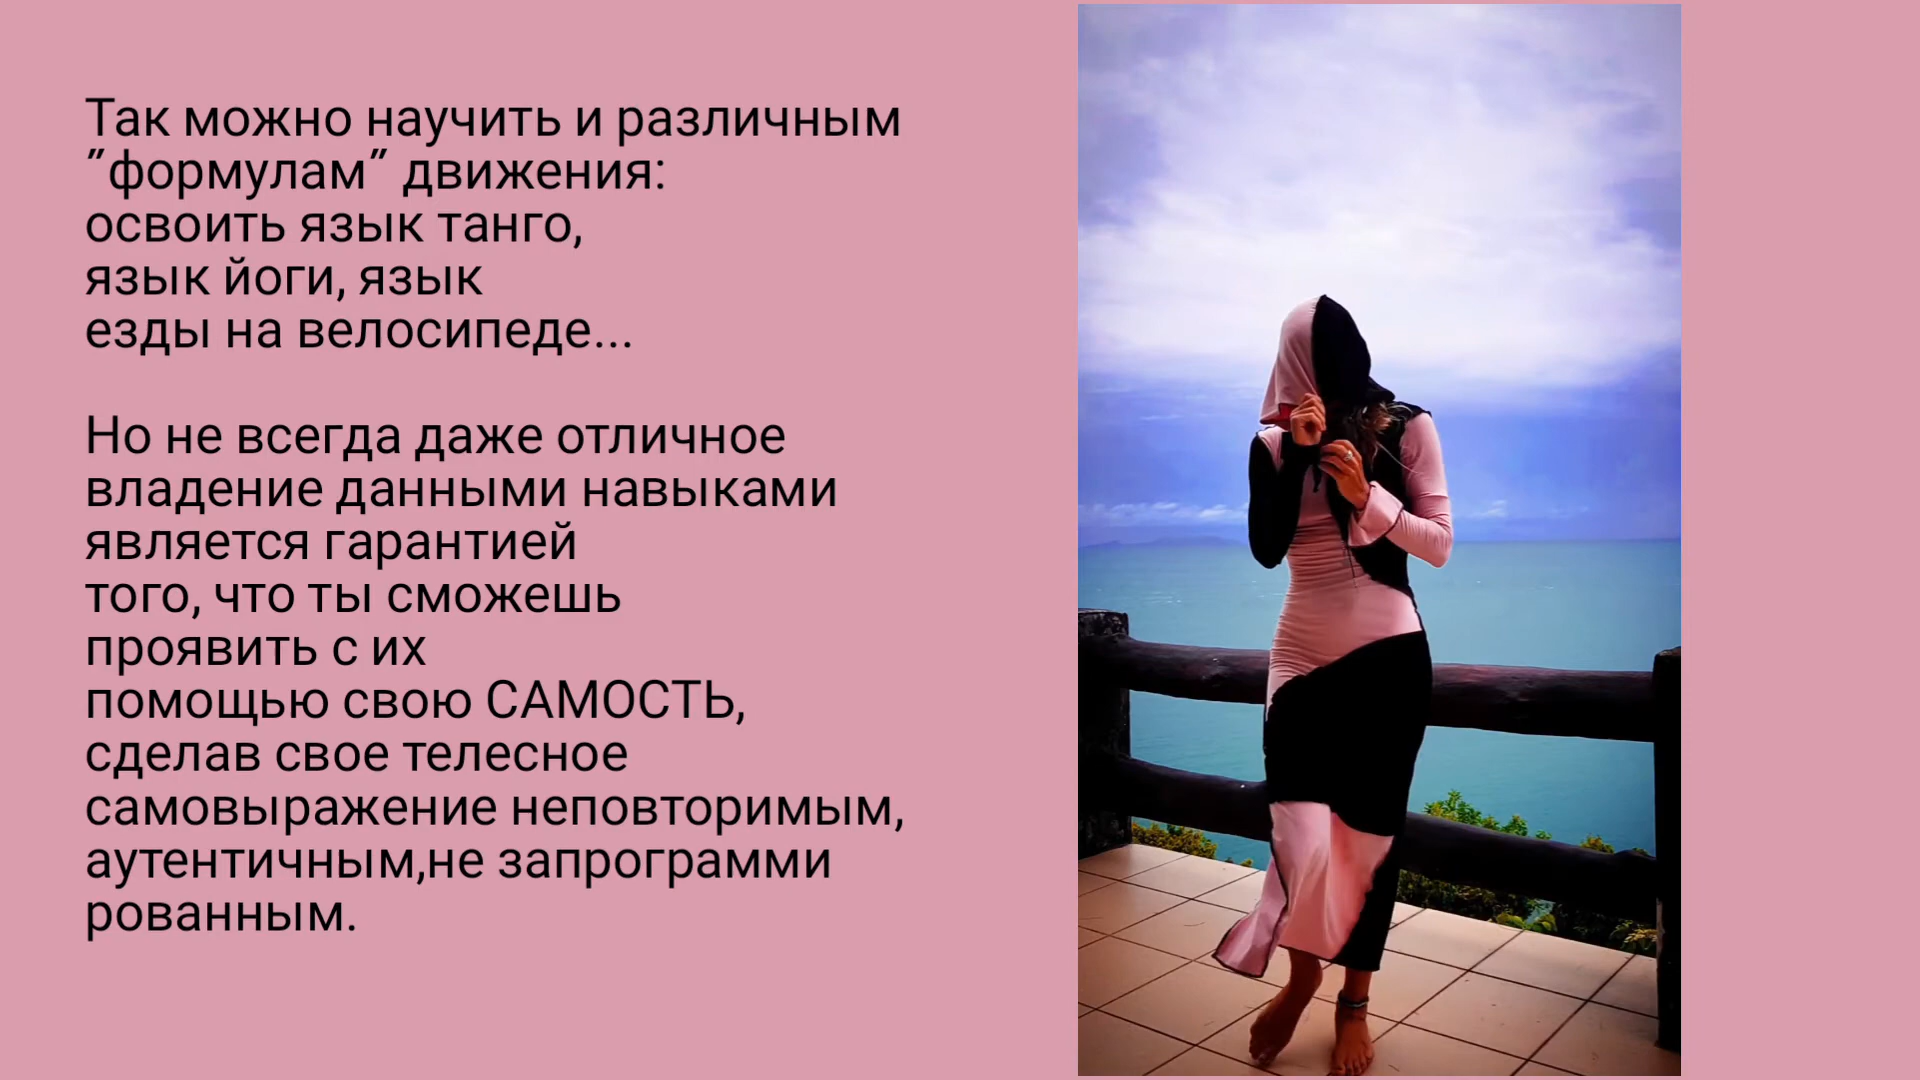 Так можно научить и различным
"формулам" движения:
освоить язык танго,
язык йоги, язык
езды на велосипеде...
Но не всегда даже отличное
владение данными навыками
является гарантией
того, что ты сможешь
проявить с их
помощью свою САМОСТЬ,
сделав свое телесное
самовыражение неповторимым,
аутентичным,не запрограмми
рованным.